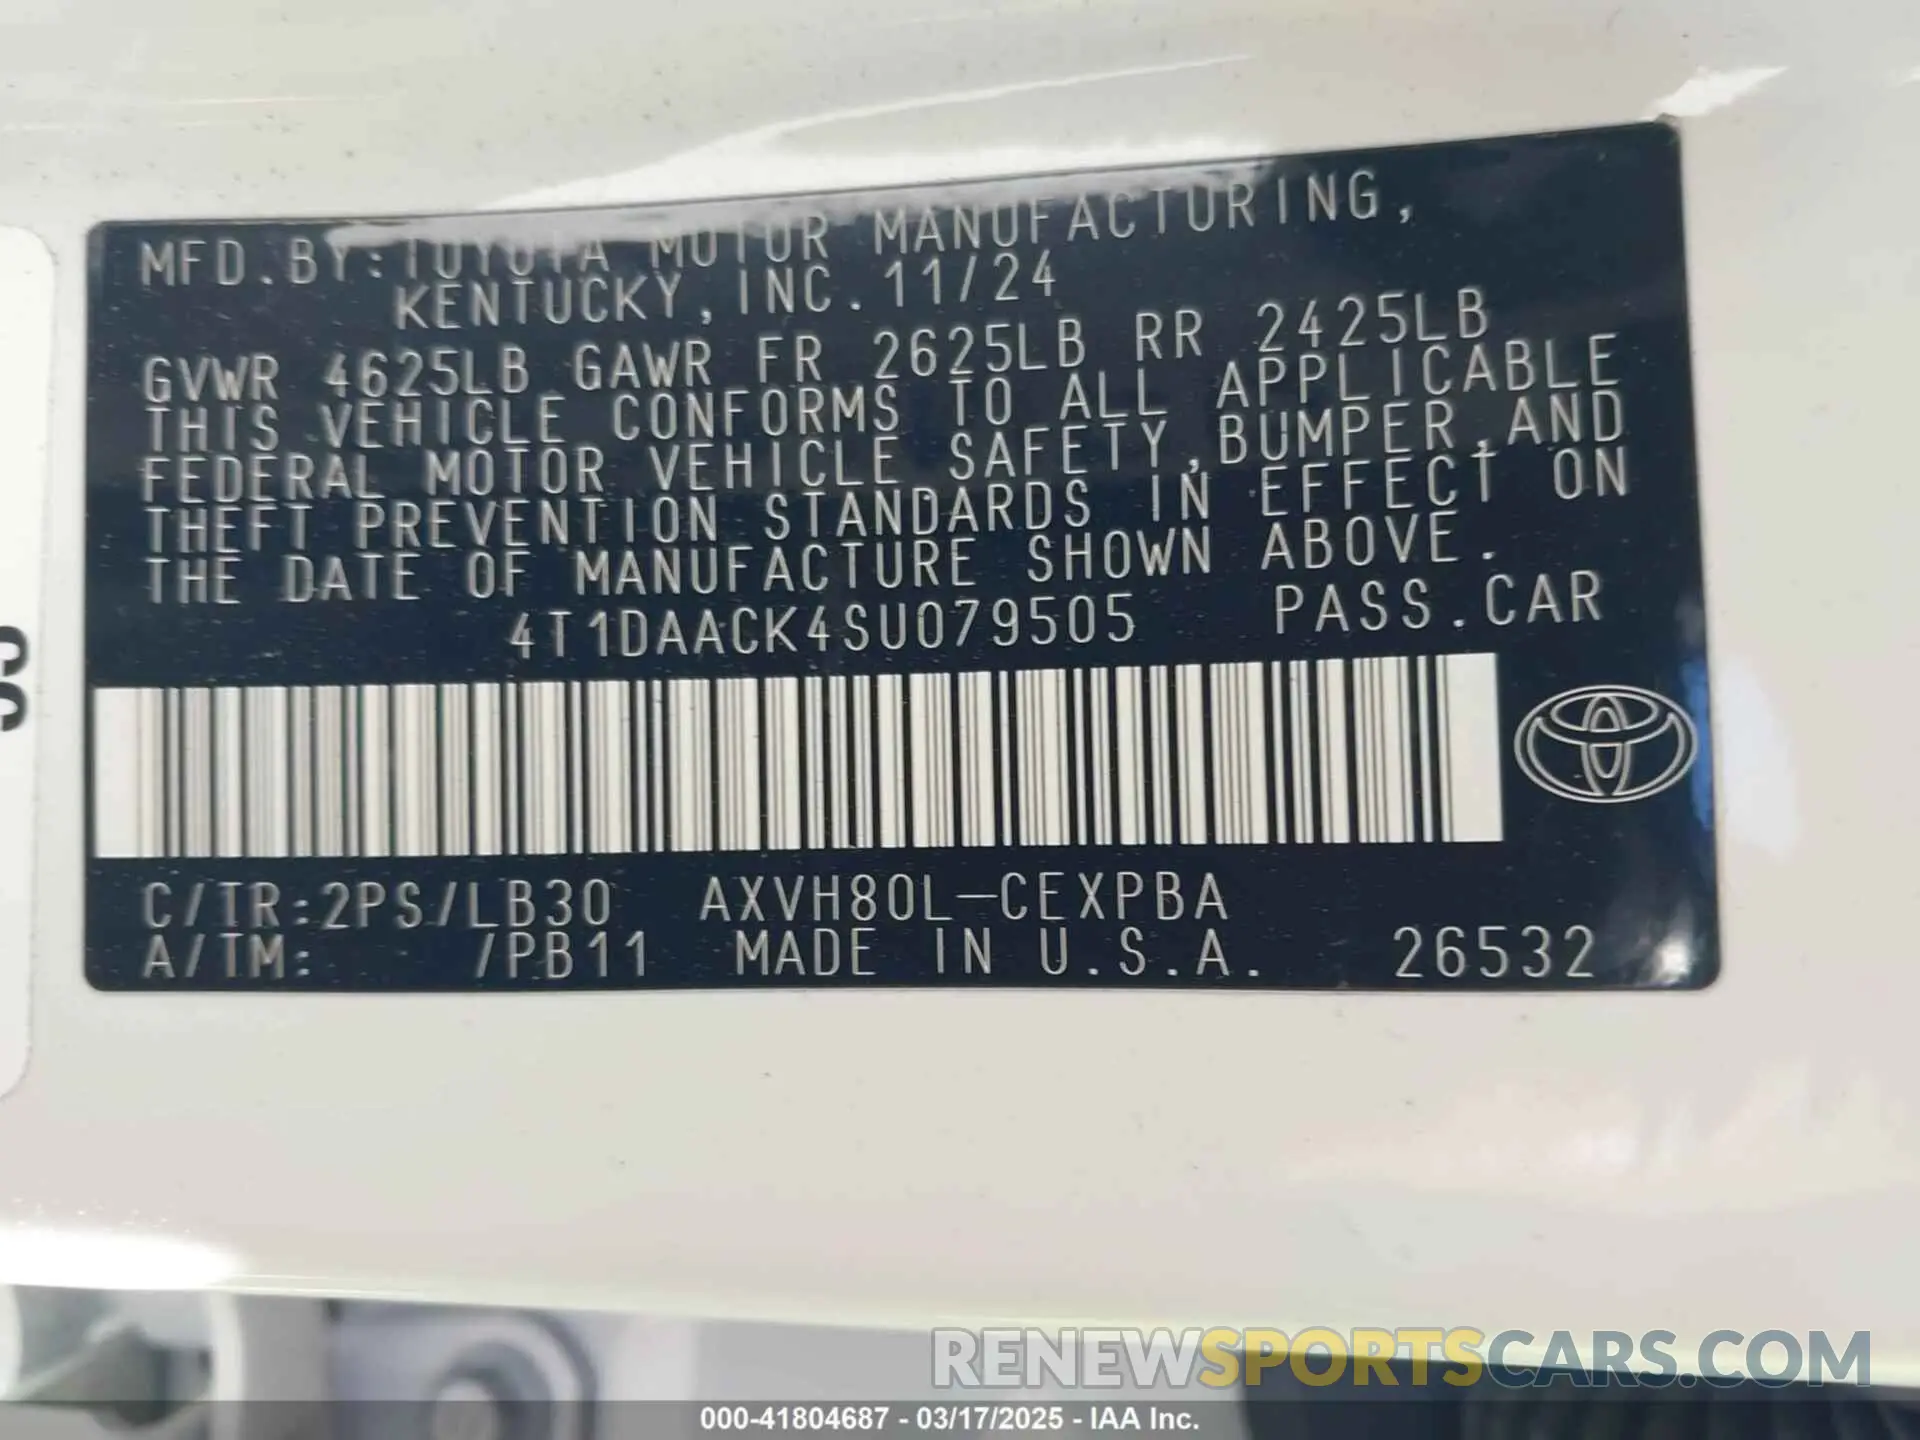 MFD.BY:TOYOTA MOTOR MANUFACTURING,
KENTUCKY,INC.11/24
GVWR 4625LB GAWR FR 2625LB RR 2425LB
THIS VEHICLE CONFORMS TO ALL APPLICABLE
FEDERAL MOTOR VEHICLE SAFETY,BUMPER,AND
THEFT PREVENTION STANDARDS IN EFFECT ON
THE DATE OF MANUFACTURE SHOWN ABOVE.
4T1DAACK4SU079505 PASS.CAR
C/TR:2PS/LB30 AXVH80L-CEXPBA
A/TM: /PB11 MADE IN U.S.A. 26532
RENEWSPORTSCARS.COM
000-41804687 - 03/17/2025 - IAA Inc.